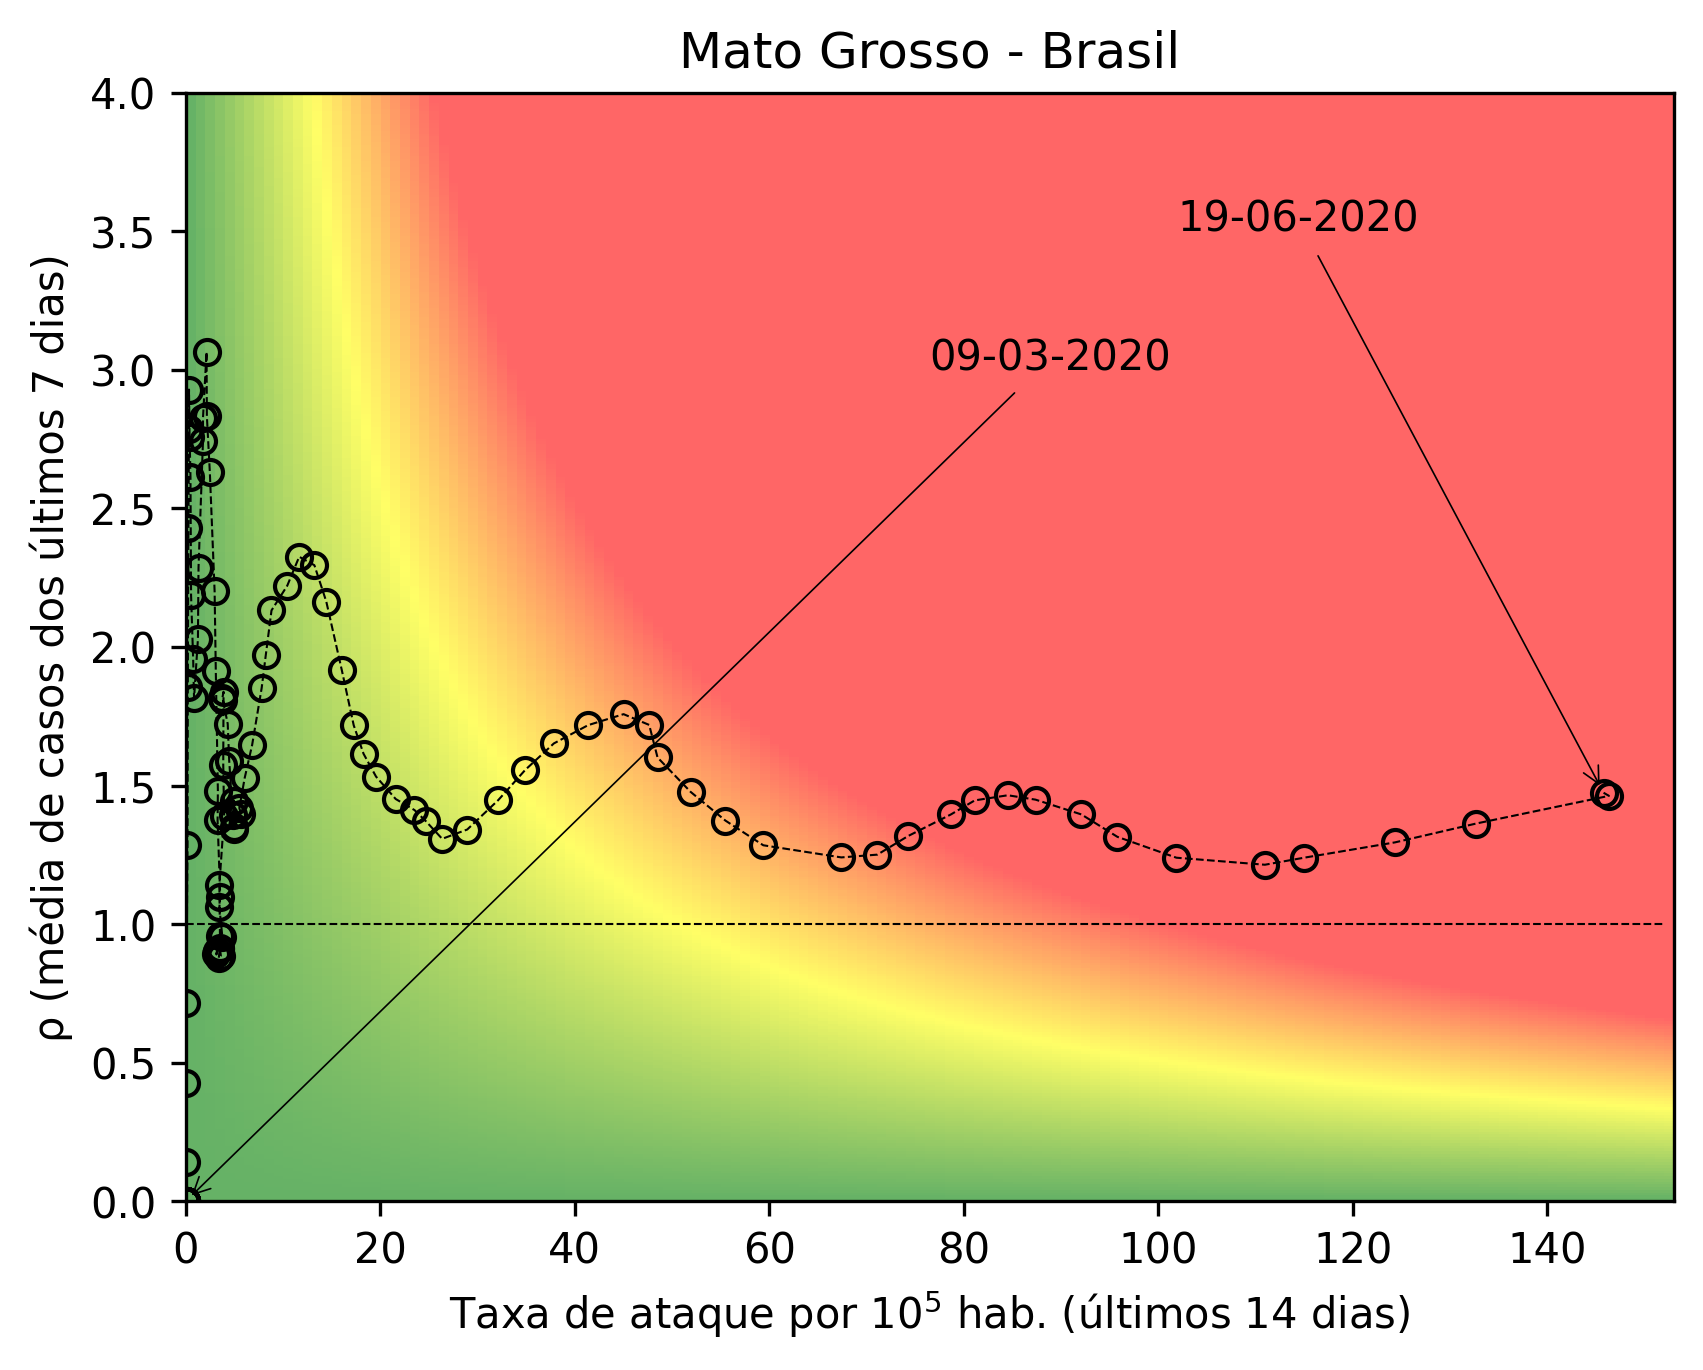 Mato Grosso - Brasil
4.0
3.5
3.0
2.5
2.0
1.5
1.0
0.5
0.0
ρ (média de casos dos últimos 7 dias)
19-06-2020
09-03-2020
0 20 40 60 80 100 120 140
Taxa de ataque por 10⁵ hab. (últimos 14 dias)